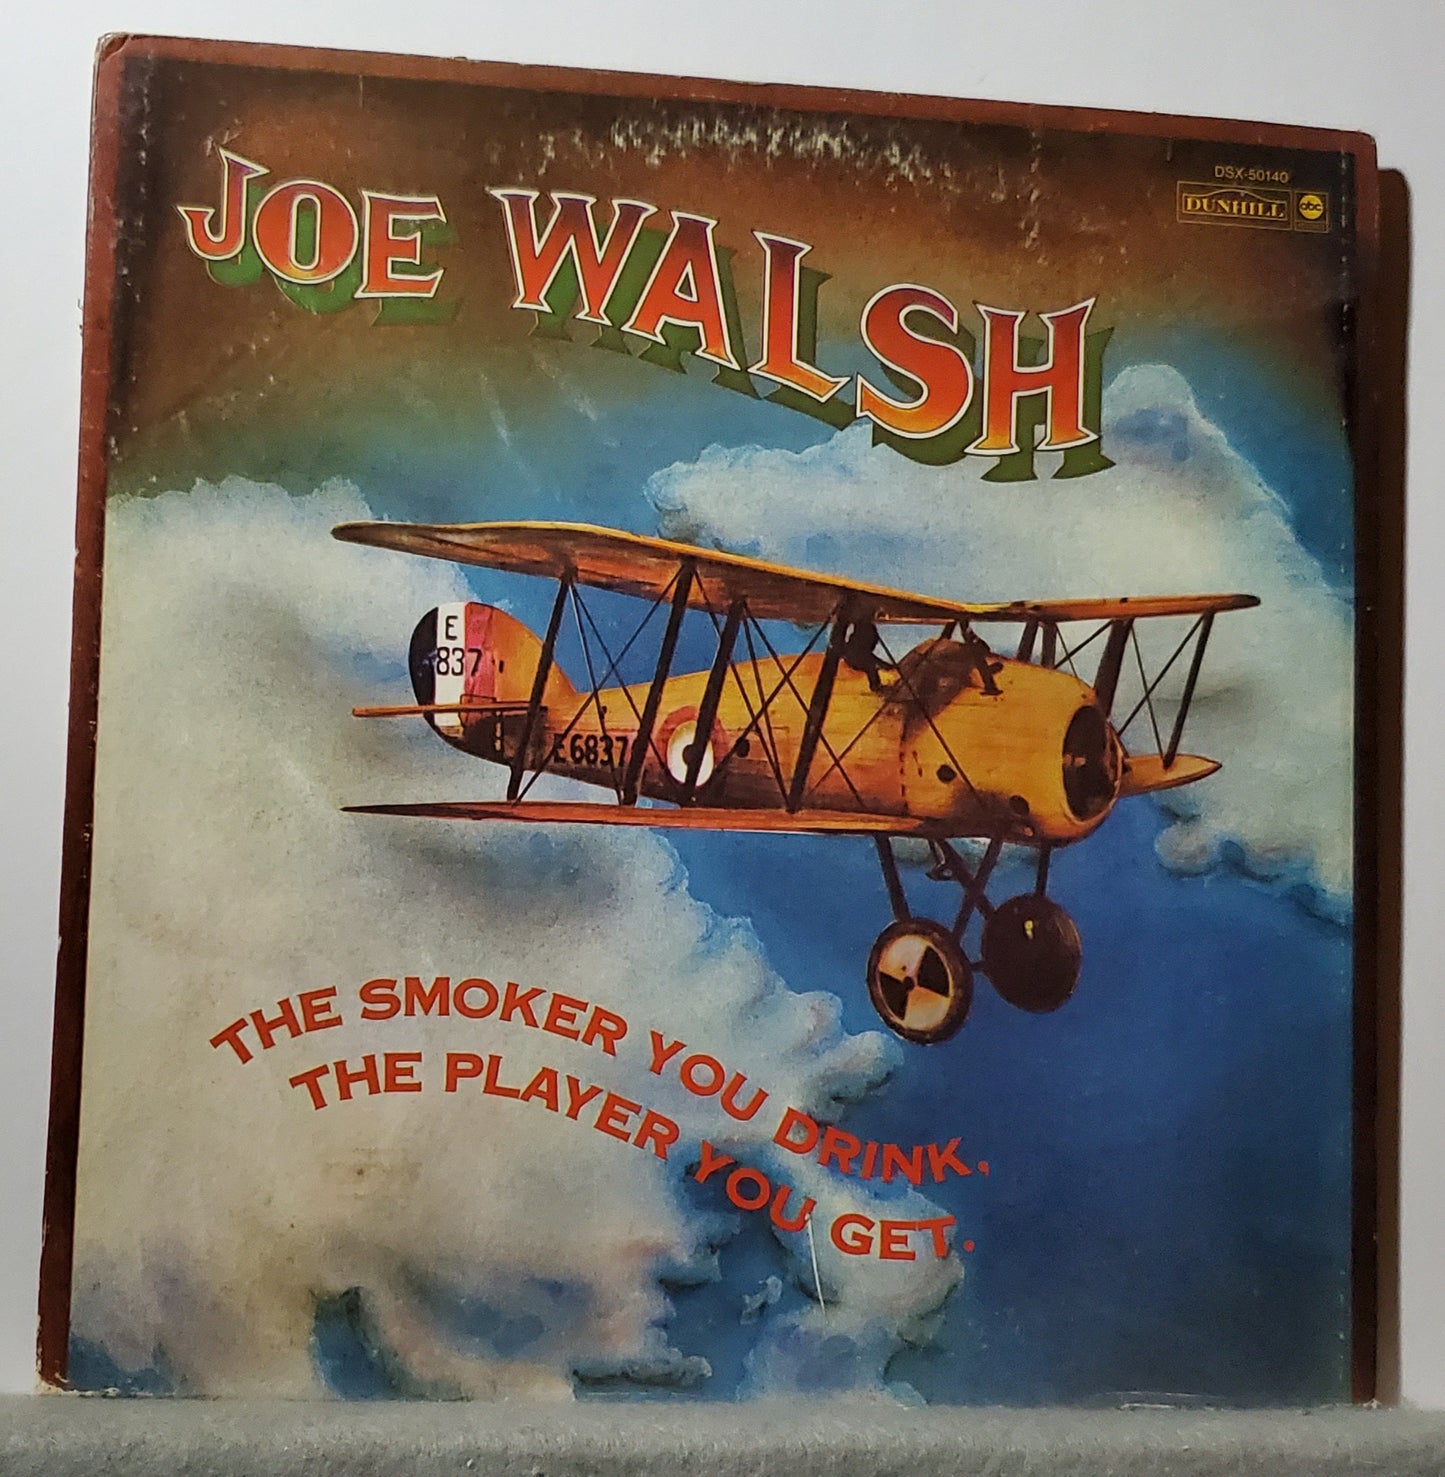 DSX-50140
DUNHILL abc
JOE WALSH
E
837
E6837
THE SMOKER YOU DRINK,
THE PLAYER YOU GET.